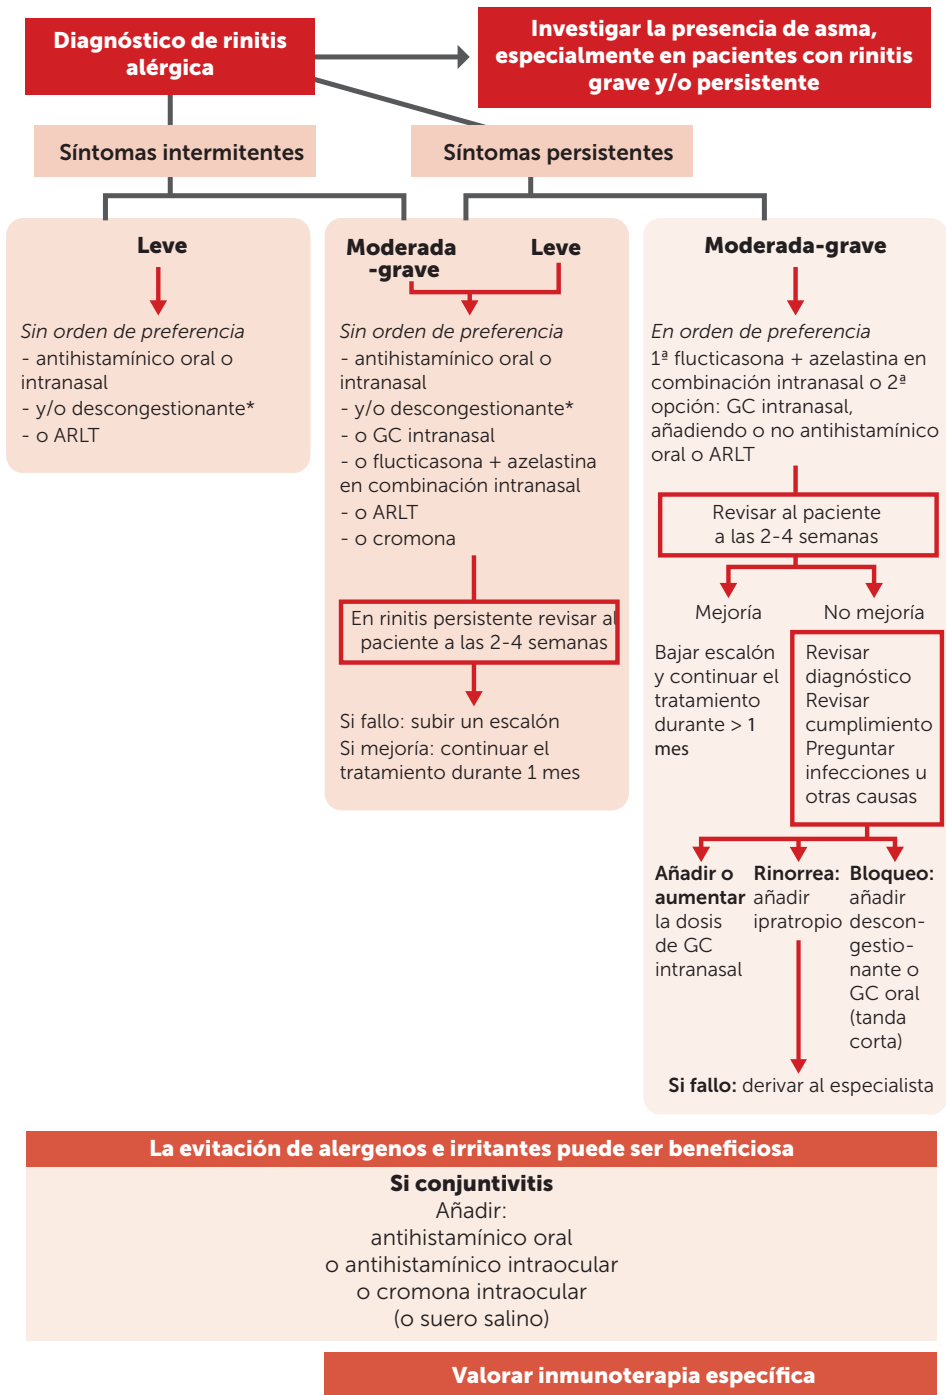 Diagnóstico de rinitis
alérgica
Investigar la presencia de asma,
especialmente en pacientes con rinitis
grave y/o persistente
Síntomas intermitentes
Síntomas persistentes
Leve
Sin orden de preferencia
- antihistamínico oral o
intranasal
- y/o descongestionante*
- o ARLT
Moderada
-grave
Leve
Sin orden de preferencia
- antihistamínico oral o
intranasal
- y/o descongestionante*
- o GC intranasal
- o flucticasona + azelastina
en combinación intranasal
- o ARLT
- o cromona
En rinitis persistente revisar al
paciente a las 2-4 semanas
Si fallo: subir un escalón
Si mejoría: continuar el
tratamiento durante 1 mes
Moderada-grave
En orden de preferencia
1ª flucticasona + azelastina en
combinación intranasal o 2ª
opción: GC intranasal,
añadiendo o no antihistamínico
oral o ARLT
Revisar al paciente
a las 2-4 semanas
Mejoría
Bajar escalón
y continuar el
tratamiento
durante > 1
mes
No mejoría
Revisar
diagnóstico
Revisar
cumplimiento
Preguntar
infecciones u
otras causas
Añadir o
aumentar
la dosis
de GC
intranasal
Rinorrea:
añadir
ipratropio
Bloqueo:
añadir
descon-
gestio-
nante o
GC oral
(tanda
corta)
Si fallo: derivar al especialista
La evitación de alergenos e irritantes puede ser beneficiosa
Si conjuntivitis
Añadir:
antihistamínico oral
o antihistamínico intraocular
o cromona intraocular
(o suero salino)
Valorar inmunoterapia específica